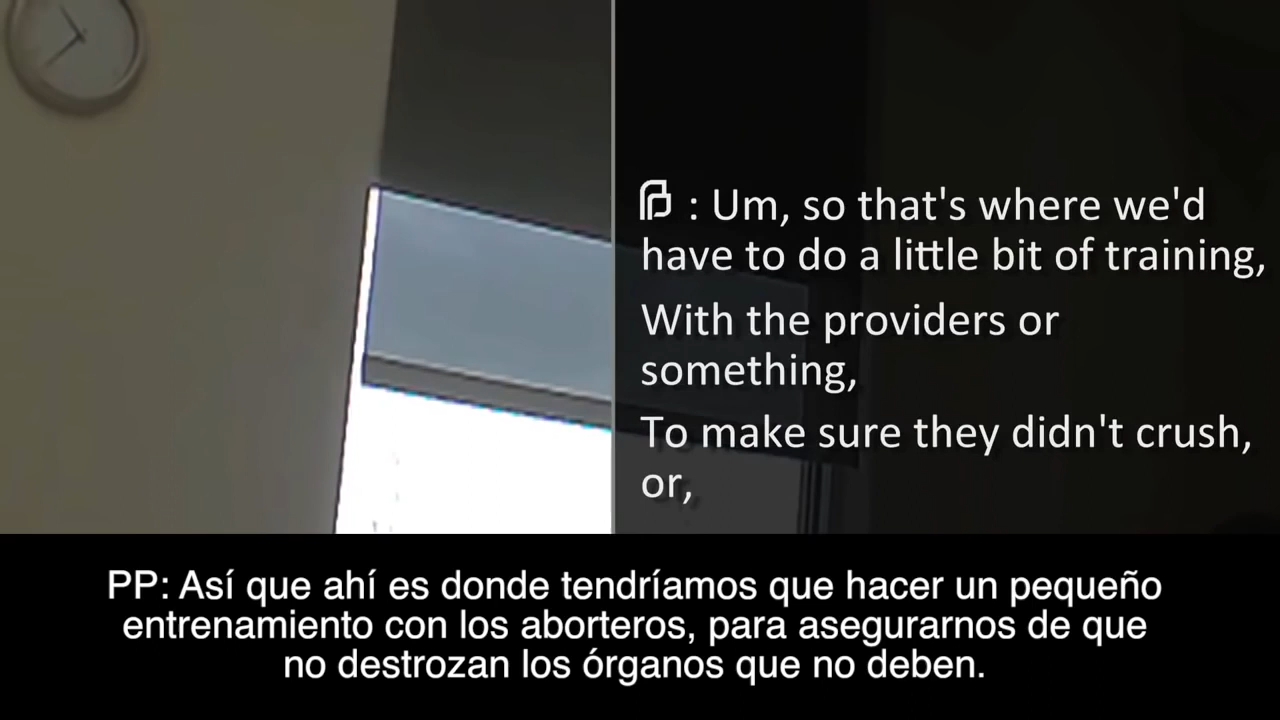 : Um, so that's where we'd
have to do a little bit of training,
With the providers or
something,
To make sure they didn't crush,
or,
PP: Así que ahí es donde tendríamos que hacer un pequeño
entrenamiento con los aborteros, para asegurarnos de que
no destrozan los órganos que no deben.